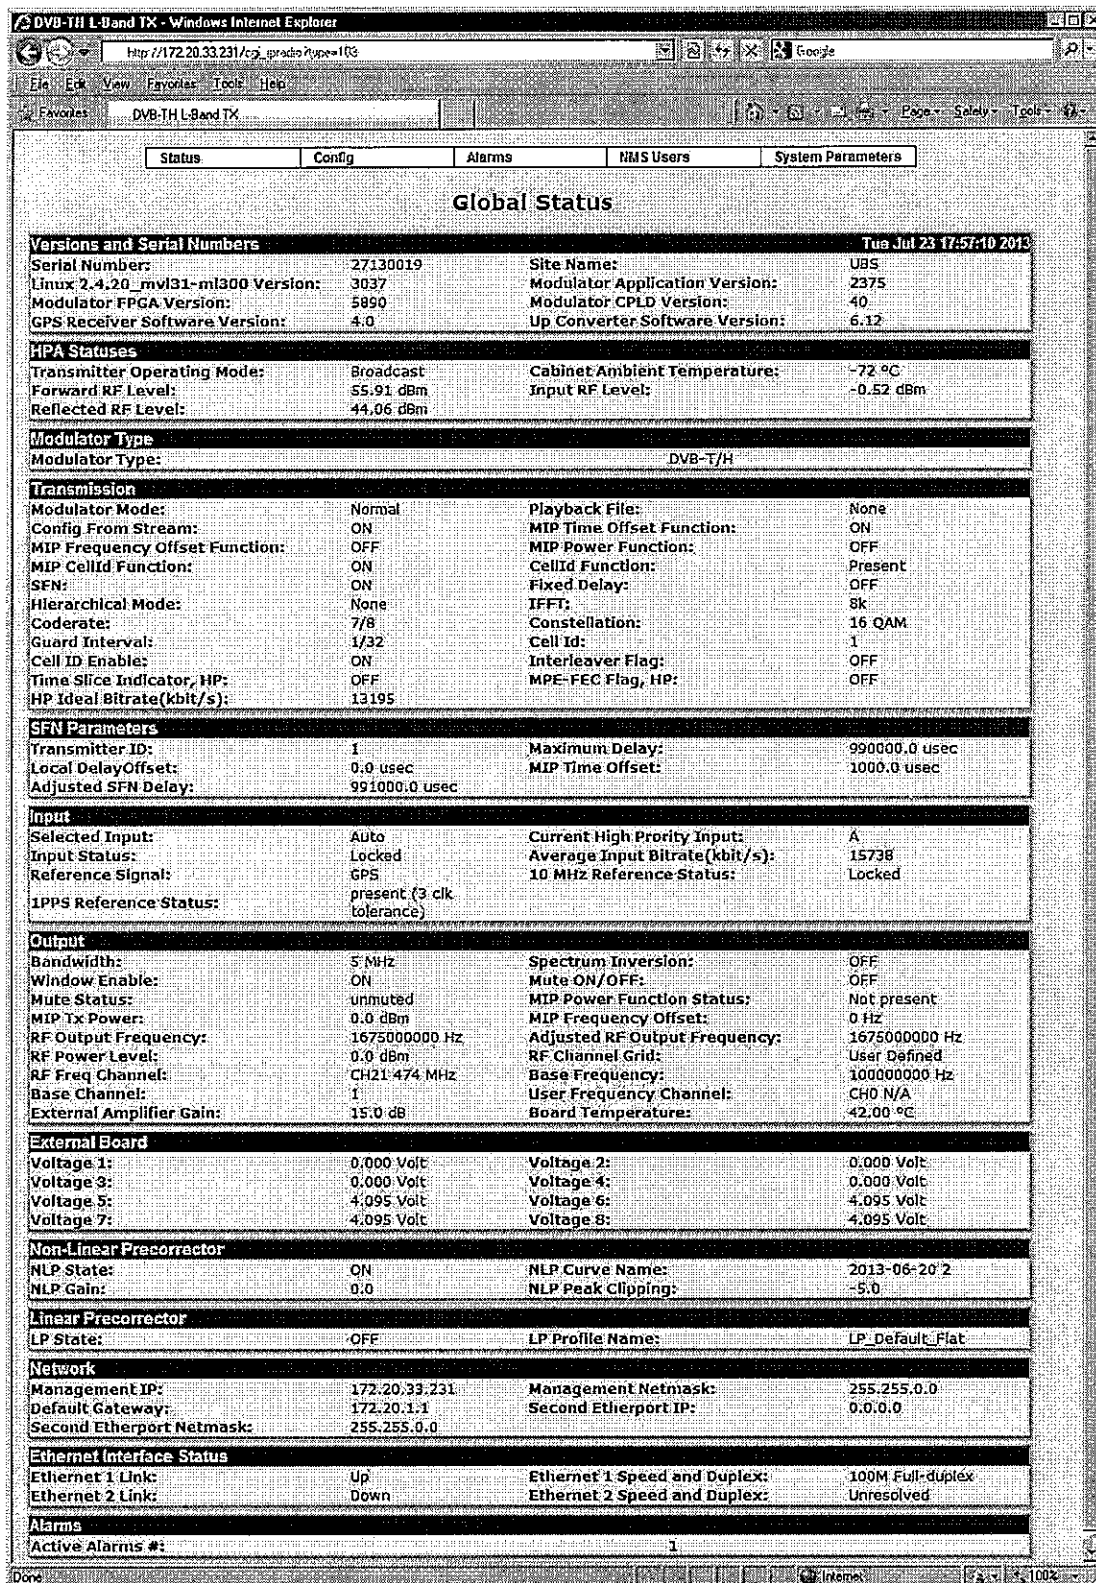 DVB-TH L-Band TX - Windows Internet Explorer
Google
File Edit View Favorites Tools Help
Favorites DVB-TH L-Band TX Page Safety Tools
Status Config Alarms NMS Users System Parameters
Global Status
Versions and Serial Numbers Tue Jul 23 17:57:10 2013
Serial Number: 27130019 Site Name: UBS
Linux 2.4.20_mvl31-ml300 Version: 3037 Modulator Application Version: 2375
Modulator FPGA Version: 5890 Modulator CPLD Version: 40
GPS Receiver Software Version: 4.0 Up Converter Software Version: 6.12
HPA Statuses
Transmitter Operating Mode: Broadcast Cabinet Ambient Temperature: -72 ºC
Forward RF Level: 55.91 dBm Input RF Level: -0.52 dBm
Reflected RF Level: 44.06 dBm
Modulator Type
Modulator Type: DVB-T/H
Transmission
Modulator Mode: Normal Playback File: None
Config From Stream: ON MIP Time Offset Function: ON
MIP Frequency Offset Function: OFF MIP Power Function: OFF
MIP CellId Function: ON CellId Function: Present
SFN: ON Fixed Delay: OFF
Hierarchical Mode: None IFFT: 8k
Coderate: 7/8 Constellation: 16 QAM
Guard Interval: 1/32 Cell Id: 1
Cell ID Enable: ON Interleaver Flag: OFF
Time Slice Indicator, HP: OFF MPE-FEC Flag, HP: OFF
HP Ideal Bitrate(kbit/s): 13195
SFN Parameters
Transmitter ID: 1 Maximum Delay: 990000.0 usec
Local DelayOffset: 0.0 usec MIP Time Offset: 1000.0 usec
Adjusted SFN Delay: 991000.0 usec
Input
Selected Input: Auto Current High Prority Input: A
Input Status: Locked Average Input Bitrate(kbit/s): 15738
Reference Signal: GPS 10 MHz Reference Status: Locked
1PPS Reference Status: present (3 clk tolerance)
Output
Bandwidth: 5 MHz Spectrum Inversion: OFF
Window Enable: ON Mute ON/OFF: OFF
Mute Status: unmuted MIP Power Function Status: Not present
MIP Tx Power: 0.0 dBm MIP Frequency Offset: 0 Hz
RF Output Frequency: 1675000000 Hz Adjusted RF Output Frequency: 1675000000 Hz
RF Power Level: 0.0 dBm RF Channel Grid: User Defined
RF Freq Channel: CH21 474 MHz Base Frequency: 100000000 Hz
Base Channel: 1 User Frequency Channel: CH0 N/A
External Amplifier Gain: 15.0 dB Board Temperature: 42.00 ºC
External Board
Voltage 1: 0.000 Volt Voltage 2: 0.000 Volt
Voltage 3: 0.000 Volt Voltage 4: 0.000 Volt
Voltage 5: 4.095 Volt Voltage 6: 4.095 Volt
Voltage 7: 4.095 Volt Voltage 8: 4.095 Volt
Non-Linear Precorrector
NLP State: ON NLP Curve Name: 2013-06-20 2
NLP Gain: 0.0 NLP Peak Clipping: -5.0
Linear Precorrector
LP State: OFF LP Profile Name: LP_Default_Flat
Network
Management IP: 172.20.33.231 Management Netmask: 255.255.0.0
Default Gateway: 172.20.1.1 Second Etherport IP: 0.0.0.0
Second Etherport Netmask: 255.255.0.0
Ethernet Interface Status
Ethernet 1 Link: Up Ethernet 1 Speed and Duplex: 100M Full-duplex
Ethernet 2 Link: Down Ethernet 2 Speed and Duplex: Unresolved
Alarms
Active Alarms #: 1
Done Internet 100%